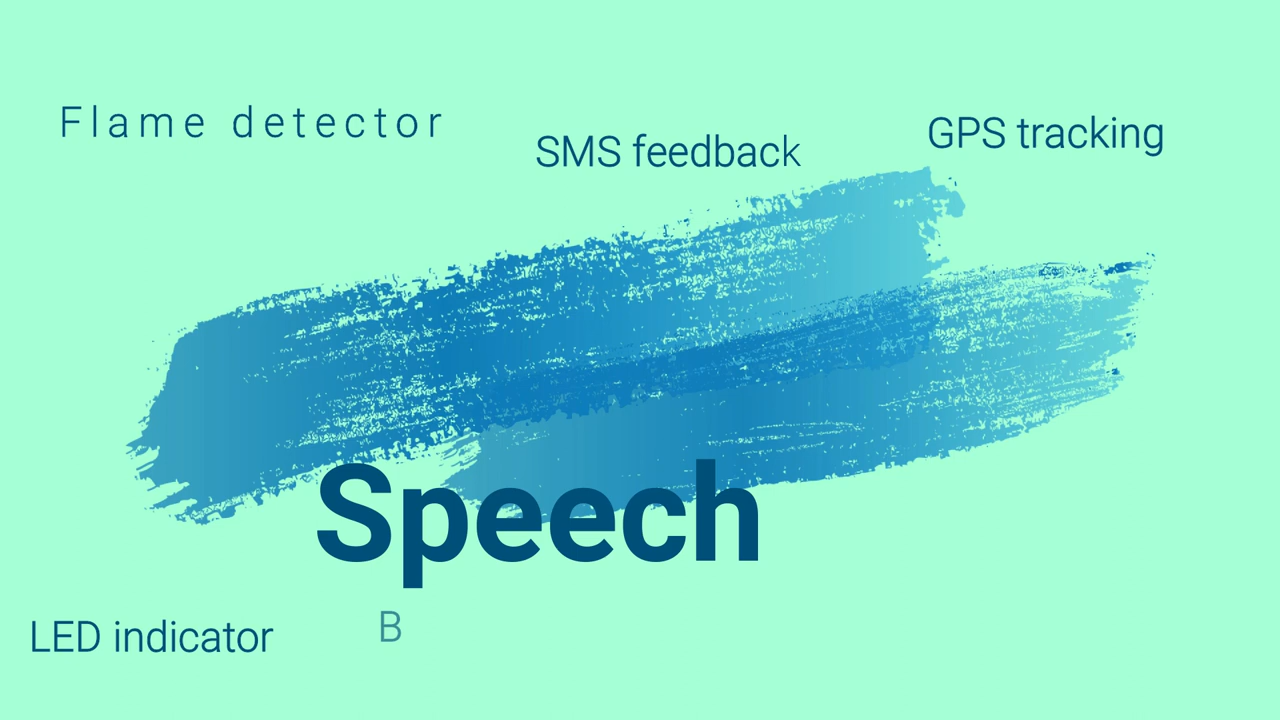 Flame detector
SMS feedback
GPS tracking
Speech
LED indicator
B